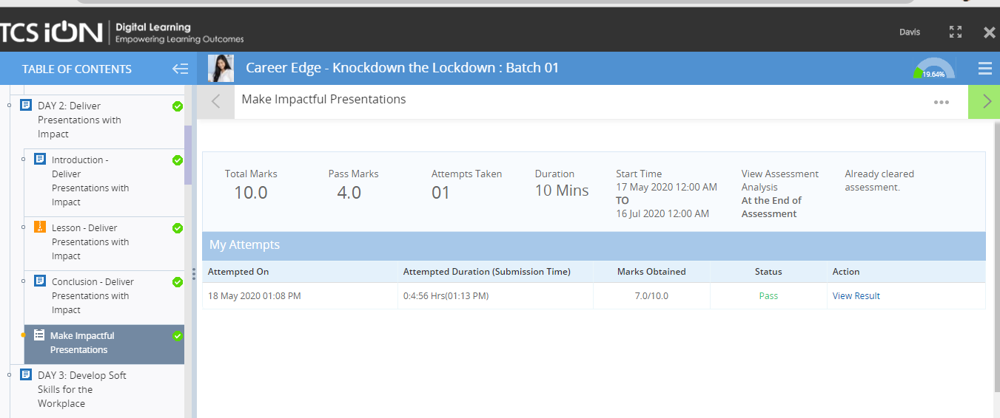 TCS iON
Digital Learning
Empowering Learning Outcomes
Davis
TABLE OF CONTENTS
Career Edge - Knockdown the Lockdown : Batch 01
19.64%
DAY 2: Deliver
Presentations with
Impact
Introduction -
Deliver
Presentations with
Impact
Lesson - Deliver
Presentations with
Impact
Conclusion - Deliver
Presentations with
Impact
Make Impactful
Presentations
DAY 3: Develop Soft
Skills for the
Workplace
Make Impactful Presentations
Total Marks
10.0
Pass Marks
4.0
Attempts Taken
01
Duration
10 Mins
Start Time
17 May 2020 12:00 AM
TO
16 Jul 2020 12:00 AM
View Assessment
Analysis
At the End of
Assessment
Already cleared
assessment.
My Attempts
Attempted On Attempted Duration (Submission Time) Marks Obtained Status Action
18 May 2020 01:08 PM 0:4:56 Hrs(01:13 PM) 7.0/10.0 Pass View Result